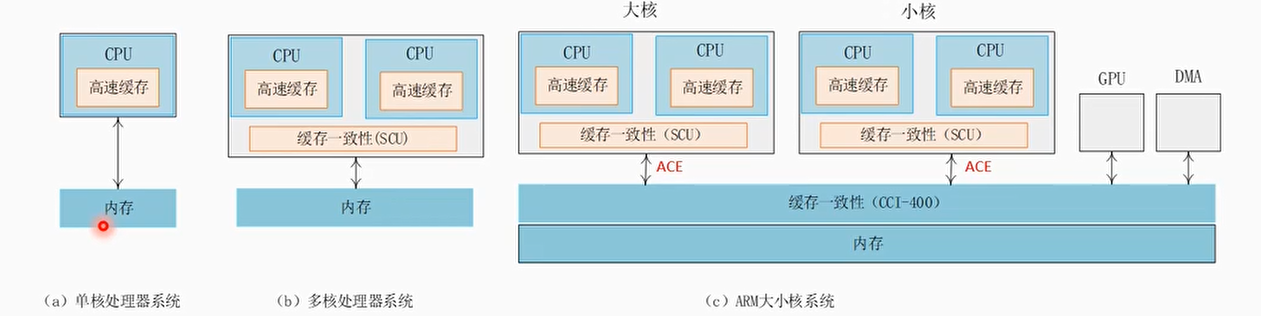 大核
小核
CPU
高速缓存
内存
(a)单核处理器系统
CPU
高速缓存
CPU
高速缓存
缓存一致性(SCU)
内存
(b)多核处理器系统
CPU
高速缓存
CPU
高速缓存
缓存一致性(SCU)
ACE
CPU
高速缓存
CPU
高速缓存
缓存一致性(SCU)
ACE
GPU
DMA
缓存一致性(CCI-400)
内存
(c)ARM大小核系统